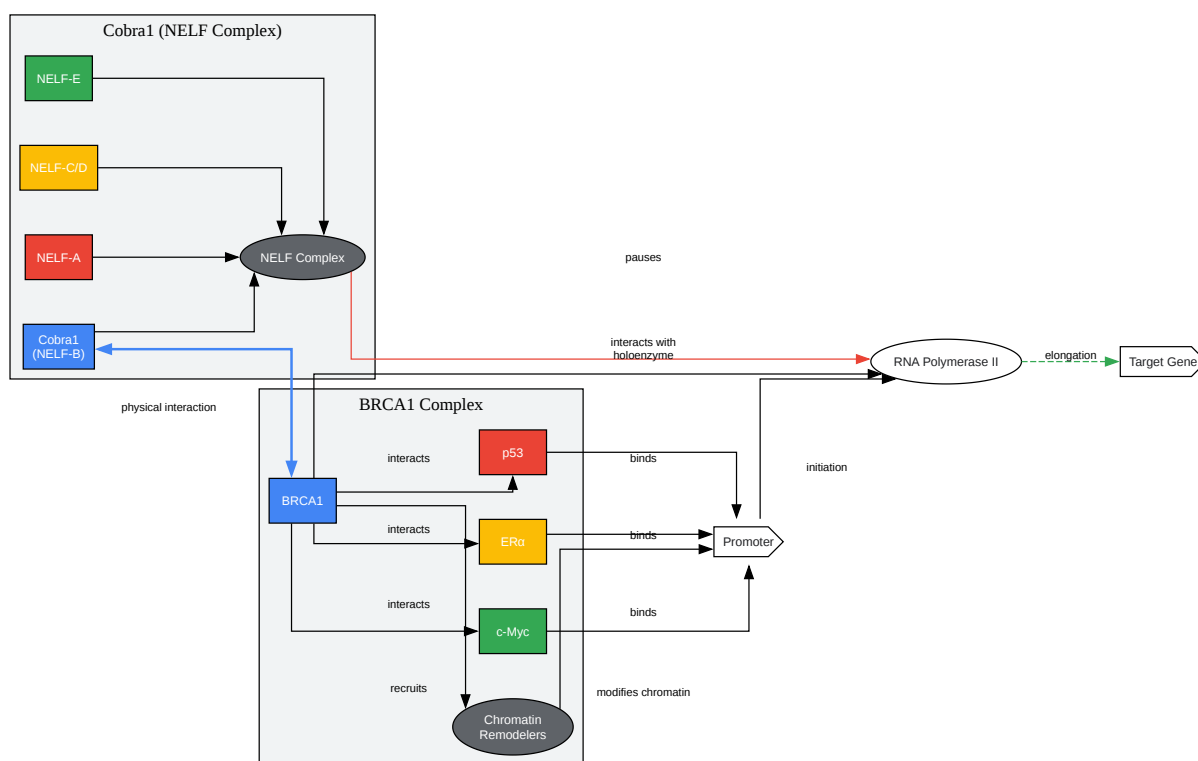 Cobra1 (NELF Complex)
NELF-E
NELF-C/D
NELF-A
NELF Complex
pauses
Cobra1
(NELF-B)
interacts with
holoenzyme
RNA Polymerase II
elongation
Target Gene
physical interaction
BRCA1 Complex
interacts
p53
binds
initiation
BRCA1
interacts
ERα
binds
Promoter
interacts
c-Myc
binds
recruits
modifies chromatin
Chromatin
Remodelers